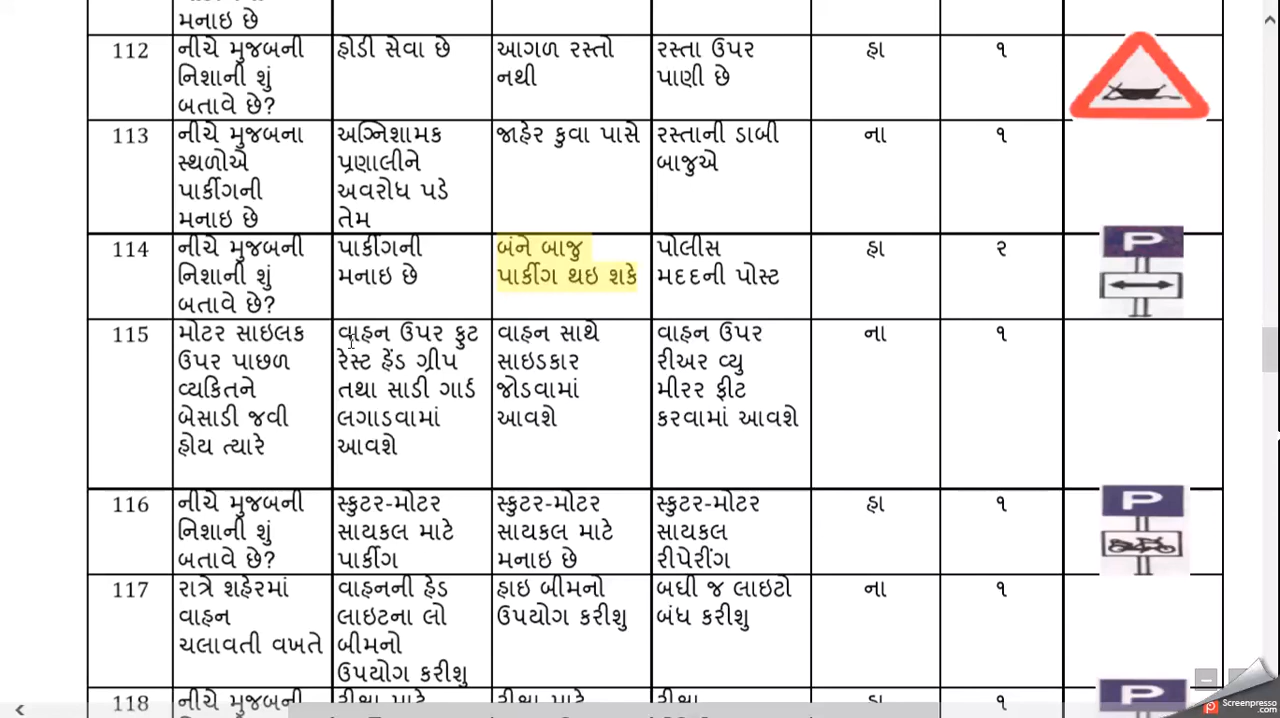 મનાઇ છે
112 નીચે મુજબની હોડી સેવા છે આગળ રસ્તો રસ્તા ઉપર હા ૧
નિશાની શું નથી પાણી છે
બતાવે છે?
113 નીચે મુજબના અગ્નિશામક જાહેર કુવા પાસે રસ્તાની ડાબી ના ૧
સ્થળોએ પ્રણાલીને બાજુએ
પાર્કીગની અવરોધ પડે
મનાઇ છે તેમ
114 નીચે મુજબની પાર્કીગની બંને બાજુ પોલીસ હા ૨ P
નિશાની શું મનાઇ છે પાર્કીગ થઇ શકે મદદની પોસ્ટ
બતાવે છે?
115 મોટર સાઇલક વાહન ઉપર ફુટ વાહન સાથે વાહન ઉપર ના ૧
ઉપર પાછળ રેસ્ટ હેંડ ગ્રીપ સાઇડકાર રીઅર વ્યુ
વ્યકિતને તથા સાડી ગાર્ડ જોડવામાં મીરર ફીટ
બેસાડી જવી લગાડવામાં આવશે કરવામાં આવશે
હોય ત્યારે આવશે
116 નીચે મુજબની સ્કુટર-મોટર સ્કુટર-મોટર સ્કુટર-મોટર હા ૧ P
નિશાની શું સાયકલ માટે સાયકલ માટે સાયકલ
બતાવે છે? પાર્કીગ મનાઇ છે રીપેરીંગ
117 રાત્રે શહેરમાં વાહનની હેડ હાઇ બીમનો બધી જ લાઇટો ના ૧
વાહન લાઇટના લો ઉપયોગ કરીશુ બંધ કરીશુ
ચલાવતી વખતે બીમનો
ઉપયોગ કરીશુ
118 નીચે મુજબની P
Screenpresso